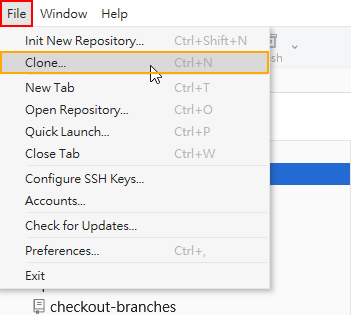 File Window Help
Init New Repository... Ctrl+Shift+N
Clone... Ctrl+N
New Tab Ctrl+T
Open Repository... Ctrl+O
Quick Launch... Ctrl+P
Close Tab Ctrl+W
Configure SSH Keys...
Accounts...
Check for Updates...
Preferences... Ctrl+,
Exit
checkout-branches